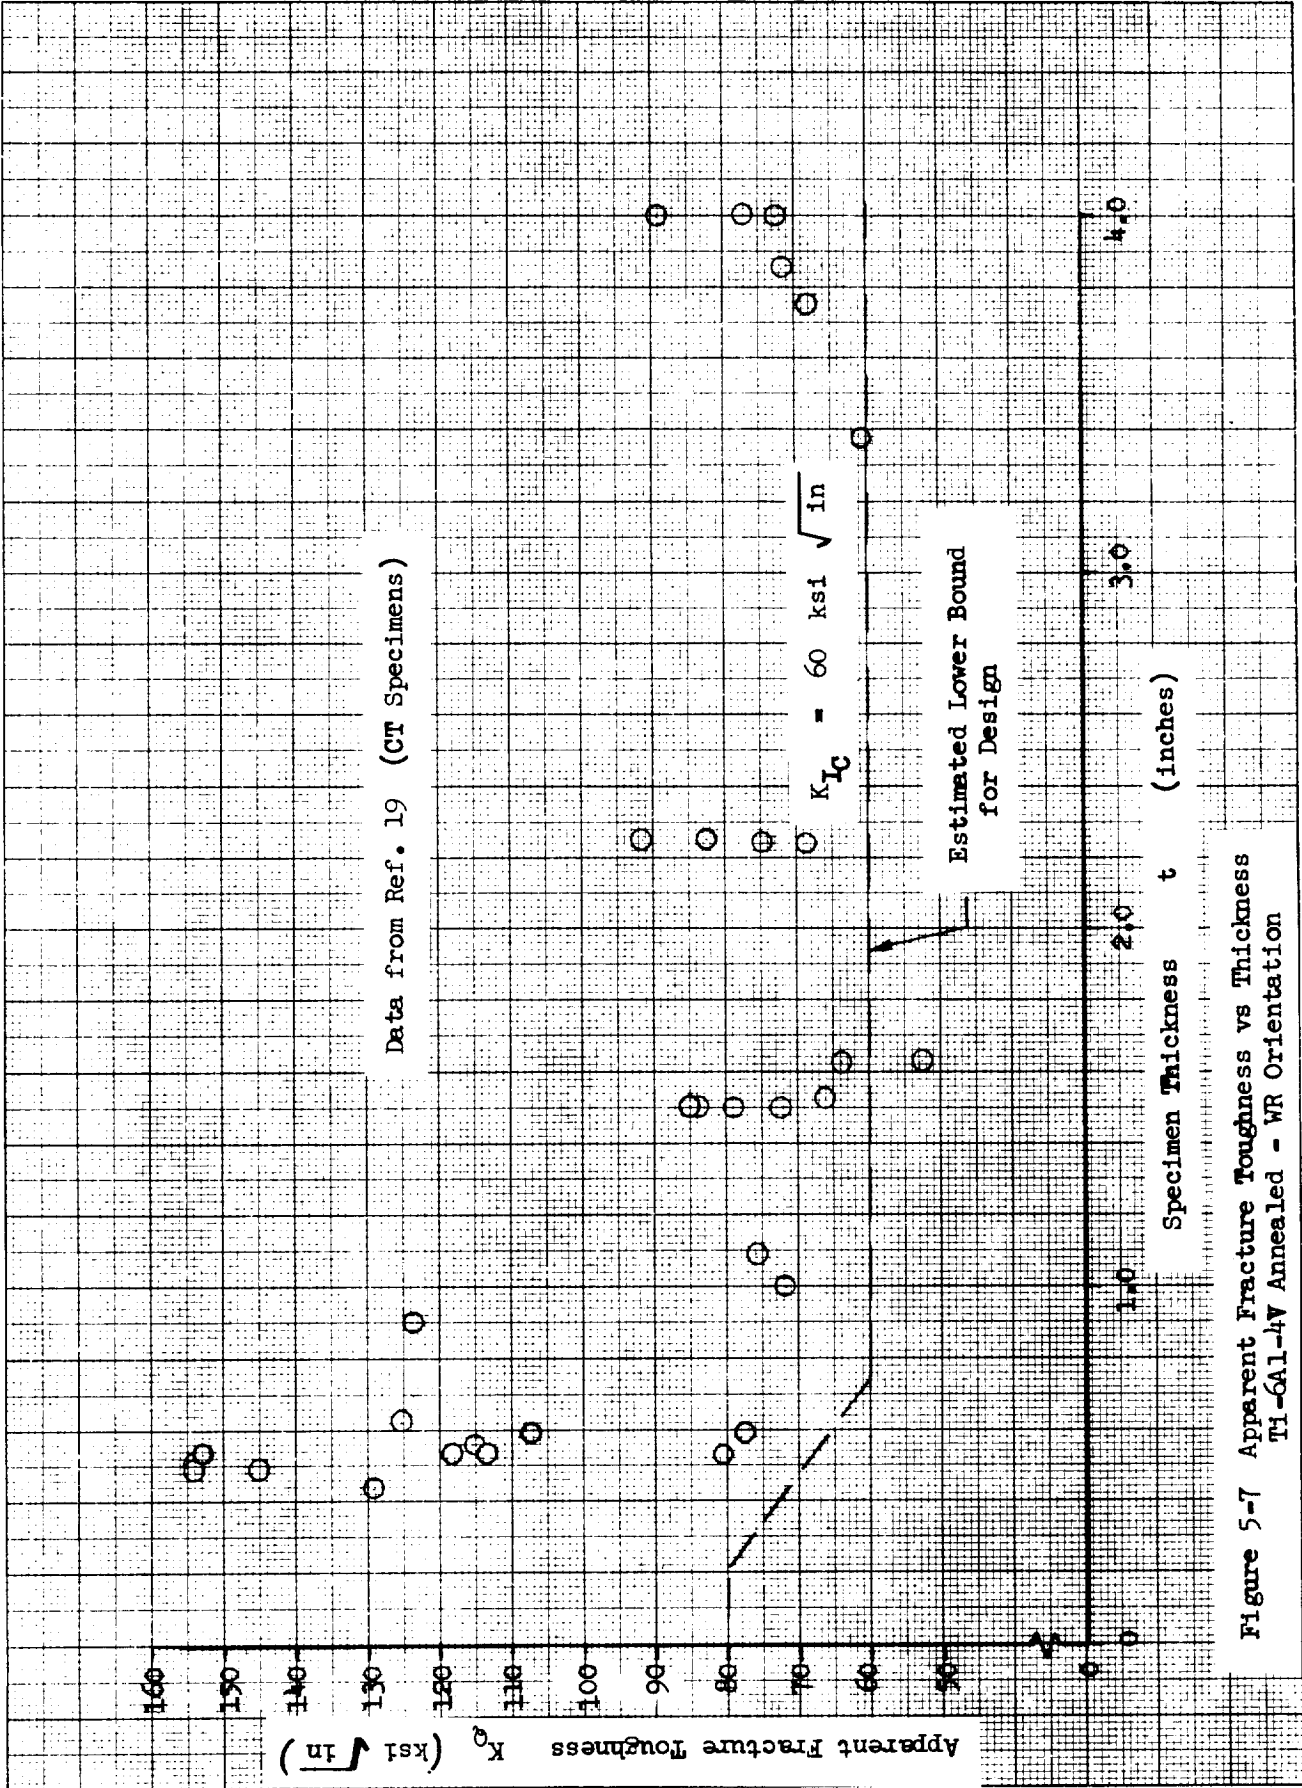 Apparent Fracture Toughness K_Q (ksi √in)
160
150
140
130
120
110
100
90
80
70
60
50
0
Data from Ref. 19 (CT Specimens)
K_Ic = 60 ksi √in
Estimated Lower Bound
for Design
0
1.0
2.0
3.0
4.0
Specimen Thickness t (inches)
Figure 5-7 Apparent Fracture Toughness vs Thickness
Ti-6Al-4V Annealed - WR Orientation